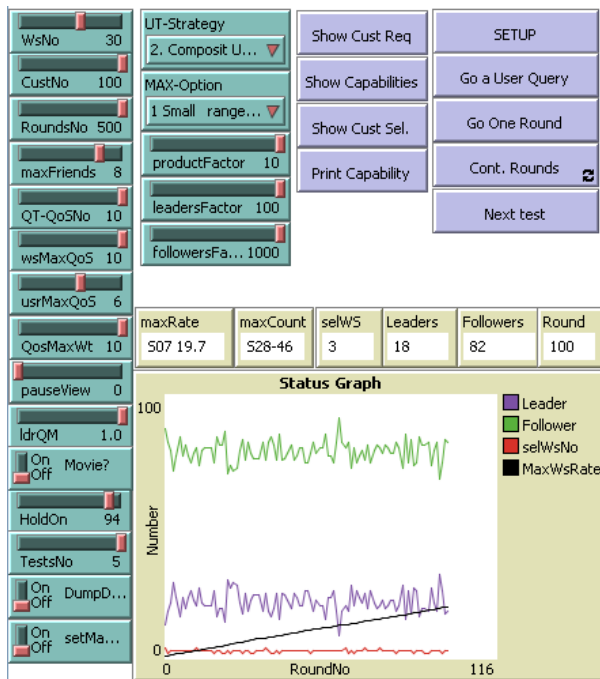 WsNo 30
CustNo 100
RoundsNo 500
maxFriends 8
QT-QoSNo 10
wsMaxQoS 10
usrMaxQoS 6
QosMaxWt 10
pauseView 0
ldrQM 1.0
On
Off
Movie?
HoldOn 94
TestsNo 5
On
Off
DumpD...
On
Off
setMa...
UT-Strategy
2. Composit U...
MAX-Option
1 Small range...
productFactor 10
leadersFactor 100
followersFa... 1000
Show Cust Req
Show Capabilities
Show Cust Sel.
Print Capability
SETUP
Go a User Query
Go One Round
Cont. Rounds
Next test
maxRate
S07 19.7
maxCount
S28-46
selWS
3
Leaders
18
Followers
82
Round
100
Status Graph
100
Number
0
0
RoundNo
116
Leader
Follower
selWsNo
MaxWsRate